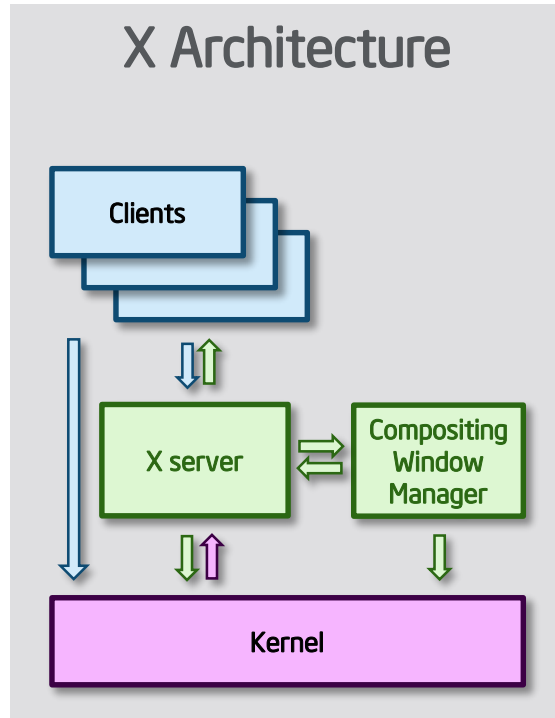 X Architecture
Clients
X server
Compositing
Window
Manager
Kernel